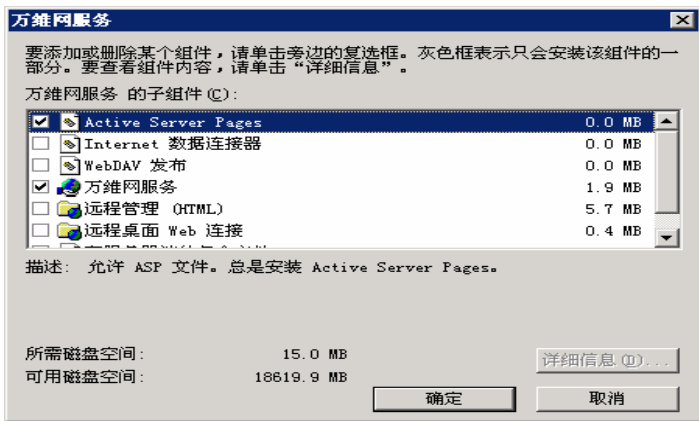 万维网服务
要添加或删除某个组件，请单击旁边的复选框。灰色框表示只会安装该组件的一
部分。要查看组件内容，请单击“详细信息”。
万维网服务 的子组件(C):
Active Server Pages 0.0 MB
Internet 数据连接器 0.0 MB
WebDAV 发布 0.0 MB
万维网服务 1.9 MB
远程管理 (HTML) 5.7 MB
远程桌面 Web 连接 0.4 MB
描述: 允许 ASP 文件。总是安装 Active Server Pages。
所需磁盘空间: 15.0 MB
可用磁盘空间: 18619.9 MB
详细信息(D)...
确定 取消